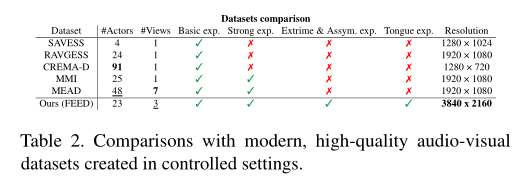 Datasets comparison
Dataset #Actors #Views Basic exp. Strong exp. Extrime & Assym. exp. Tongue exp. Resolution
SAVESS 4 1 ✓ ✗ ✗ ✗ 1280 × 1024
RAVGESS 24 1 ✓ ✗ ✗ ✗ 1920 × 1080
CREMA-D 91 1 ✓ ✗ ✗ ✗ 1280 × 720
MMI 25 1 ✓ ✓ ✗ ✗ 1920 × 1080
MEAD 48 7 ✓ ✓ ✗ ✗ 1920 × 1080
Ours (FEED) 23 3 ✓ ✓ ✓ ✓ 3840 x 2160
Table 2. Comparisons with modern, high-quality audio-visual
datasets created in controlled settings.